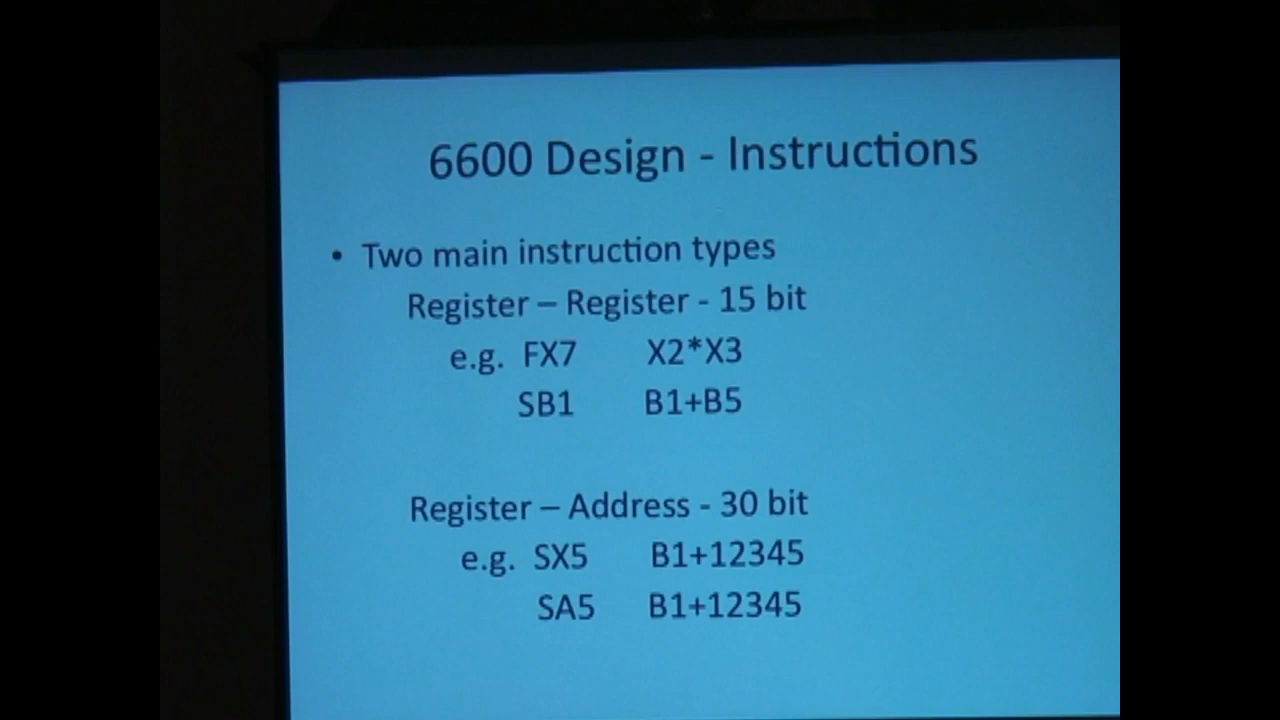 6600 Design - Instructions
• Two main instruction types
Register – Register - 15 bit
e.g. FX7 X2*X3
SB1 B1+B5
Register – Address - 30 bit
e.g. SX5 B1+12345
SA5 B1+12345